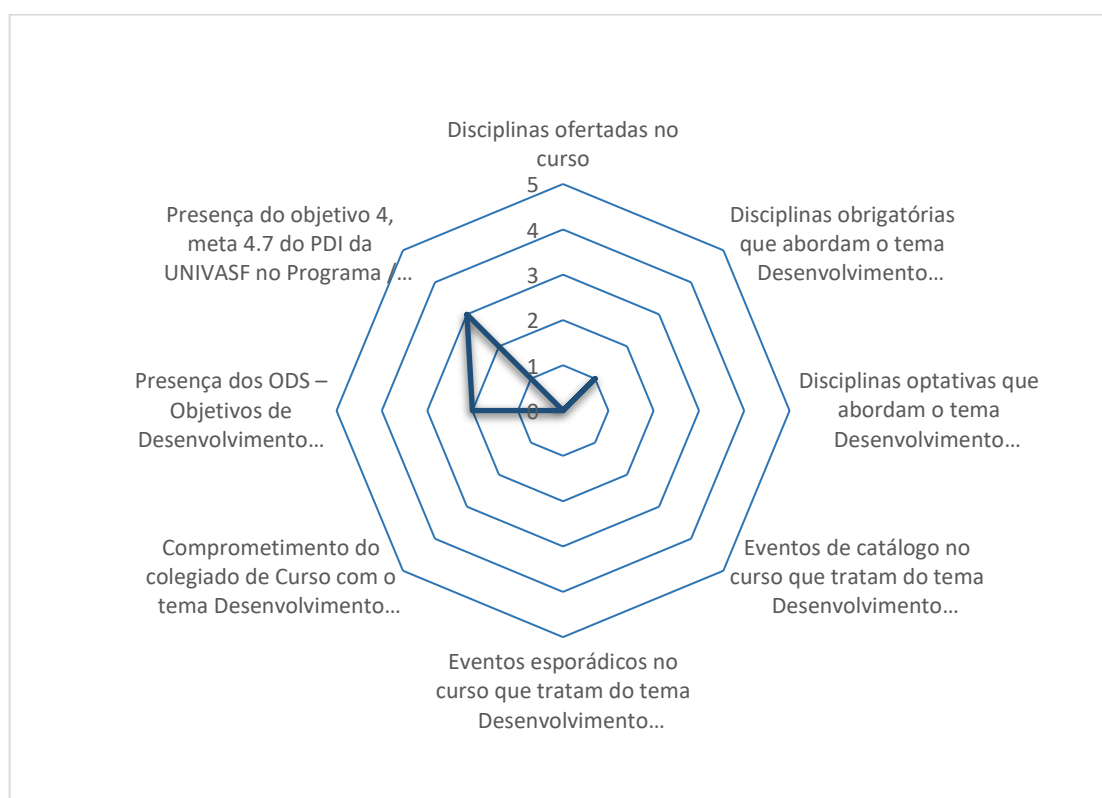 Disciplinas ofertadas no
curso
5
4
3
2
1
0
Disciplinas obrigatórias
que abordam o tema
Desenvolvimento...
Disciplinas optativas que
abordam o tema
Desenvolvimento...
Eventos de catálogo no
curso que tratam do tema
Desenvolvimento...
Eventos esporádicos no
curso que tratam do tema
Desenvolvimento...
Comprometimento do
colegiado de Curso com o
tema Desenvolvimento...
Presença dos ODS –
Objetivos de
Desenvolvimento...
Presença do objetivo 4,
meta 4.7 do PDI da
UNIVASF no Programa /...